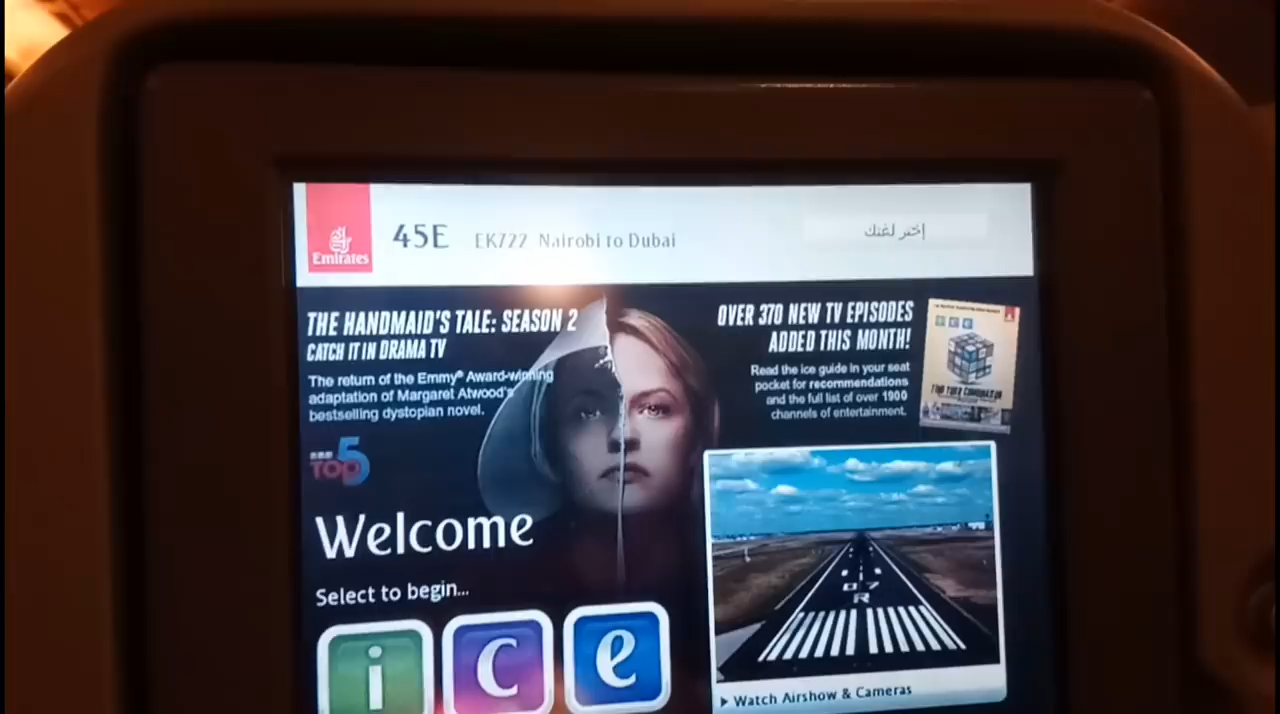 Emirates
45E
EK722 Nairobi to Dubai
إختر لغتك
THE HANDMAID'S TALE: SEASON 2
CATCH IT IN DRAMA TV
The return of the Emmy® Award-winning
adaptation of Margaret Atwood's
bestselling dystopian novel.
TOP 5
OVER 370 NEW TV EPISODES
ADDED THIS MONTH!
Read the ice guide in your seat
pocket for recommendations
and the full list of over 1900
channels of entertainment.
ice
Welcome
Select to begin...
i c e
07
R
Watch Airshow & Cameras